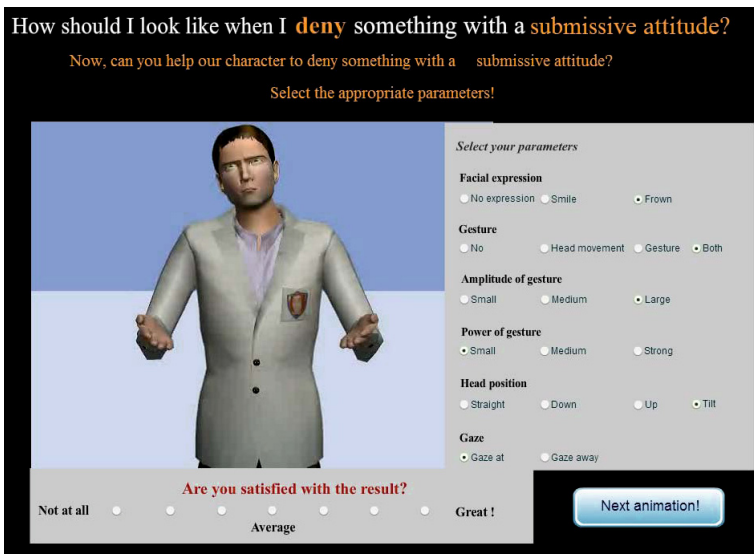 How should I look like when I deny something with a submissive attitude?
Now, can you help our character to deny something with a submissive attitude?
Select the appropriate parameters!
Select your parameters
Facial expression
No expression Smile Frown
Gesture
No Head movement Gesture Both
Amplitude of gesture
Small Medium Large
Power of gesture
Small Medium Strong
Head position
Straight Down Up Tilt
Gaze
Gaze at Gaze away
Are you satisfied with the result?
Not at all Great !
Average
Next animation!